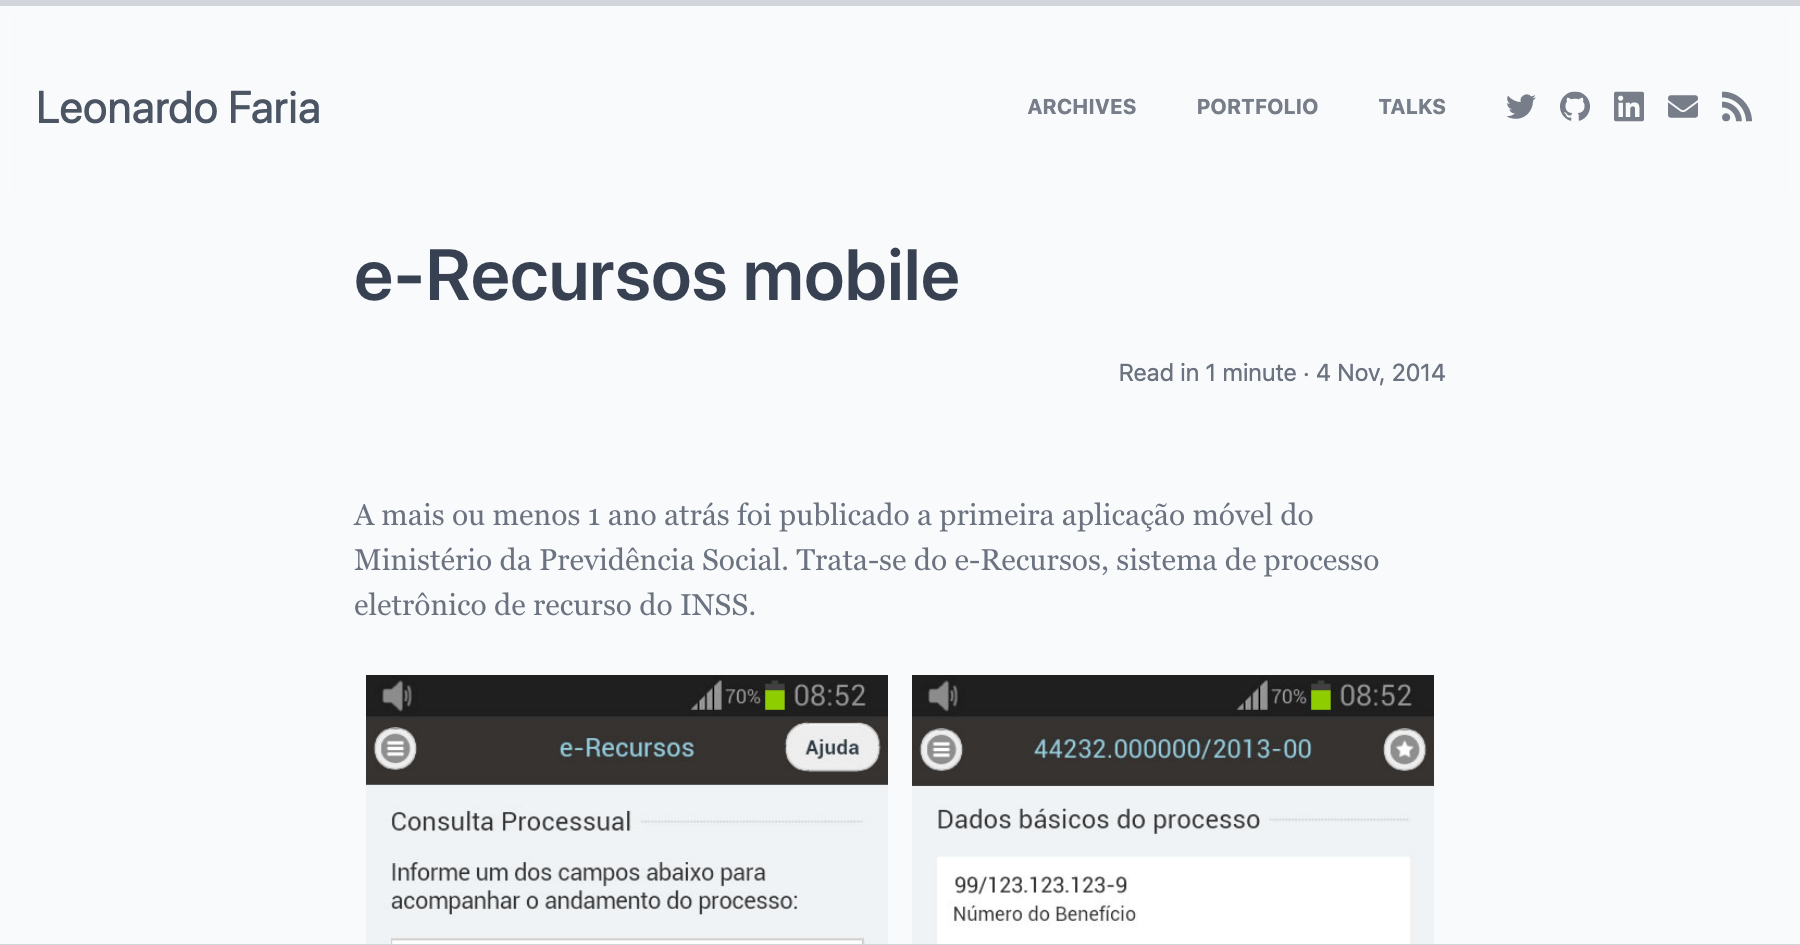 Leonardo Faria
ARCHIVES PORTFOLIO TALKS
e-Recursos mobile
Read in 1 minute · 4 Nov, 2014
A mais ou menos 1 ano atrás foi publicado a primeira aplicação móvel do
Ministério da Previdência Social. Trata-se do e-Recursos, sistema de processo
eletrônico de recurso do INSS.
70% 08:52
e-Recursos Ajuda
Consulta Processual
Informe um dos campos abaixo para
acompanhar o andamento do processo:
70% 08:52
44232.000000/2013-00
Dados básicos do processo
99/123.123.123-9
Número do Benefício